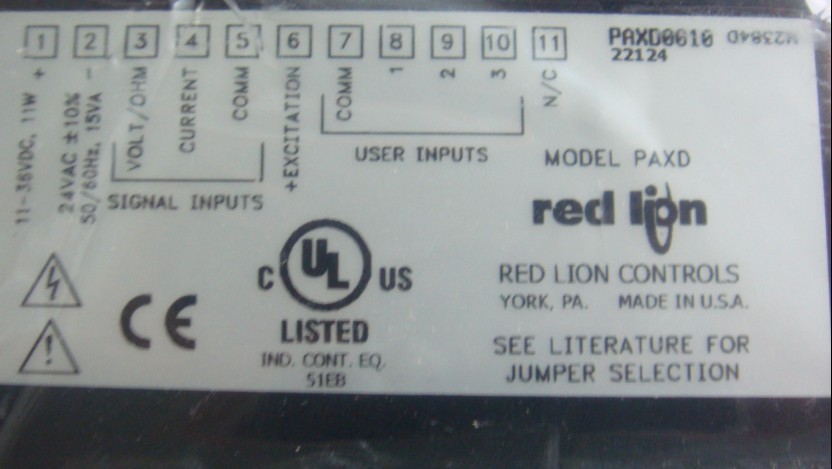 1 2 3 4 5 6 7 8 9 10 11
PAXD0010 M2384D
22124
11-36VDC, 11W +
24VAC ±10%
50/60Hz, 15VA -
VOLT/OHM
CURRENT
COMM
SIGNAL INPUTS
+EXCITATION
COMM
1
2
3
USER INPUTS
N/C
MODEL PAXD
red lion
RED LION CONTROLS
YORK, PA. MADE IN U.S.A.
SEE LITERATURE FOR
JUMPER SELECTION
CE
C UL US
LISTED
IND. CONT. EQ.
51EB